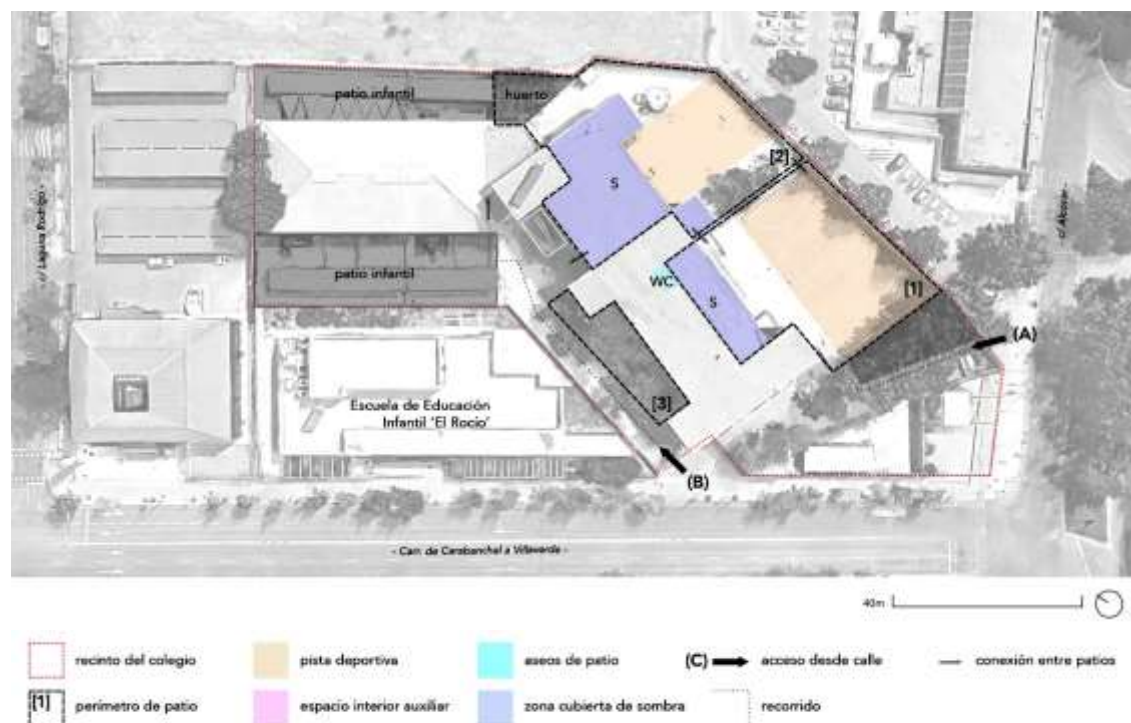 patio infantil
huerto
[2]
S
- c/ Laguna Rodrigo -
- c/ Alcocer -
patio infantil
WC
S
[1]
(A)
Escuela de Educación
Infantil 'El Rocío'
[3]
(B)
- Cam. de Carabanchel a Villaverde -
40m
recinto del colegio
pista deportiva
aseos de patio
(C)
acceso desde calle
conexión entre patios
[1]
perímetro de patio
espacio interior auxiliar
zona cubierta de sombra
recorrido